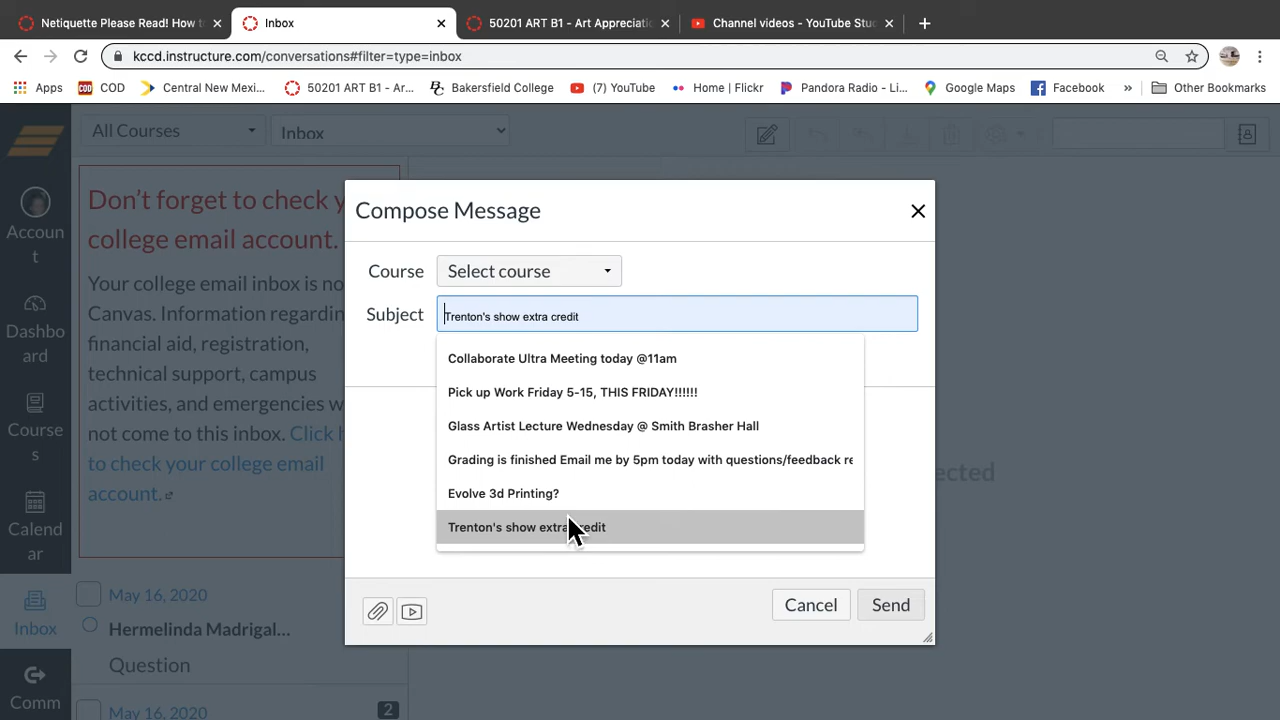 Netiquette Please Read! How t
Inbox
50201 ART B1 - Art Appreciati
Channel videos - YouTube Stu
kccd.instructure.com/conversations#filter=type=inbox
Apps
COD COD
Central New Mexi...
50201 ART B1 - Ar...
Bakersfield College
(7) YouTube
Home | Flickr
Pandora Radio - Li...
Google Maps
Facebook
»
Other Bookmarks
All Courses
Inbox
Accoun
t
Dashbo
ard
Course
s
Calend
ar
Inbox
Comm
Don't forget to check y
college email account.
Your college email inbox is no
Canvas. Information regardin
financial aid, registration,
technical support, campus
activities, and emergencies w
not come to this inbox. Click h
to check your college email
account.
May 16, 2020
Hermelinda Madrigal...
Question
May 16, 2020
2
ected
Compose Message
Course Select course
Subject Trenton's show extra credit
Collaborate Ultra Meeting today @11am
Pick up Work Friday 5-15, THIS FRIDAY!!!!!!
Glass Artist Lecture Wednesday @ Smith Brasher Hall
Grading is finished Email me by 5pm today with questions/feedback re
Evolve 3d Printing?
Trenton's show extra credit
Cancel
Send